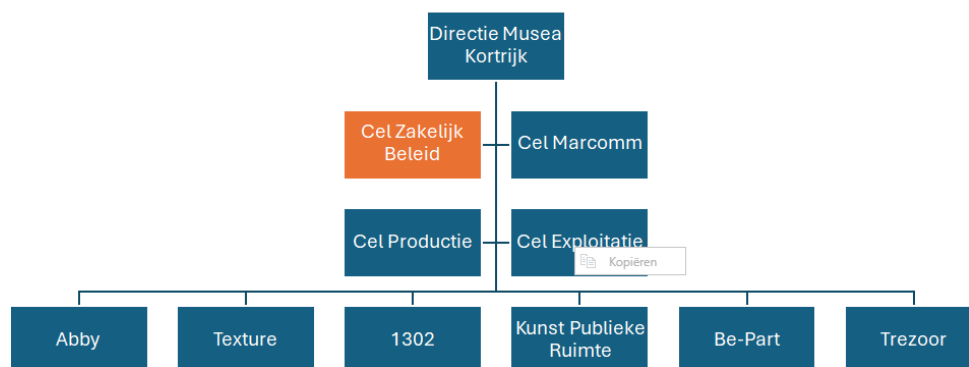 Directie Musea
Kortrijk
Cel Zakelijk
Beleid
Cel Marcomm
Cel Productie
Cel Exploitatie
Kopiëren
Abby
Texture
1302
Kunst Publieke
Ruimte
Be-Part
Trezoor